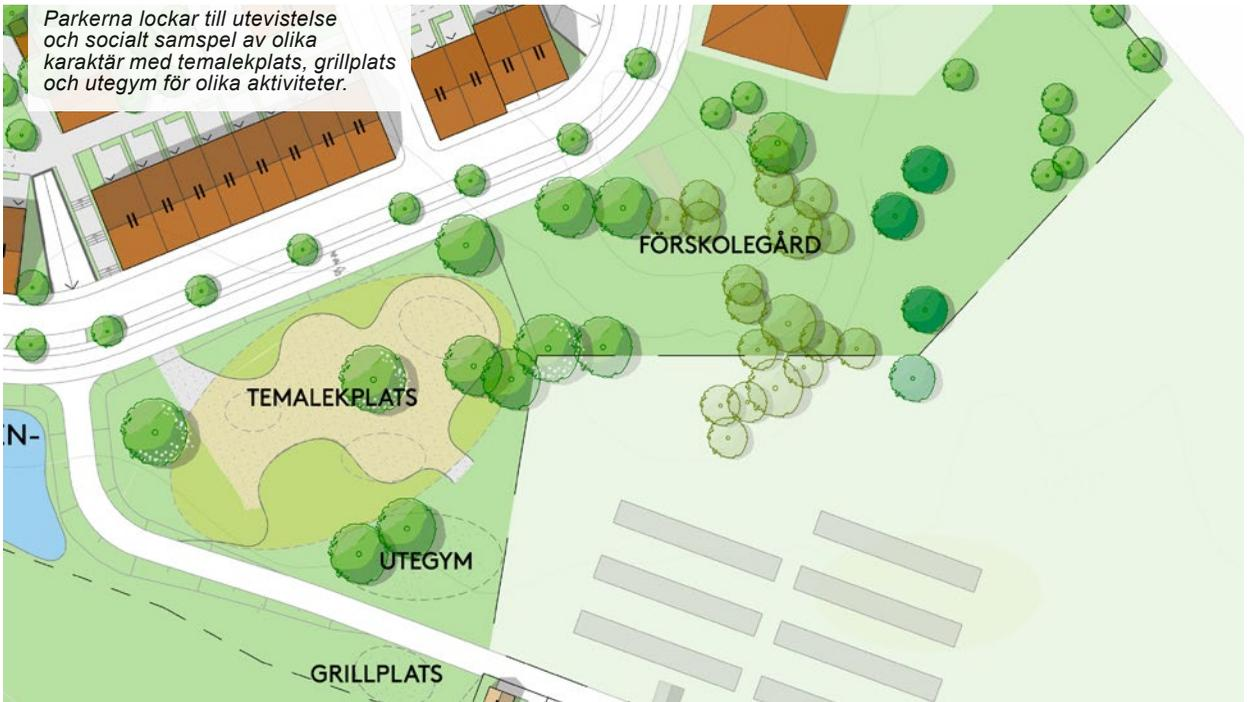 Parkerna lockar till utevistelse
och socialt samspel av olika
karaktär med temalekplats, grillplats
och utegym för olika aktiviteter.
FÖRSKOLEGÅRD
TEMALEKPLATS
EN-
UTEGYM
GRILLPLATS